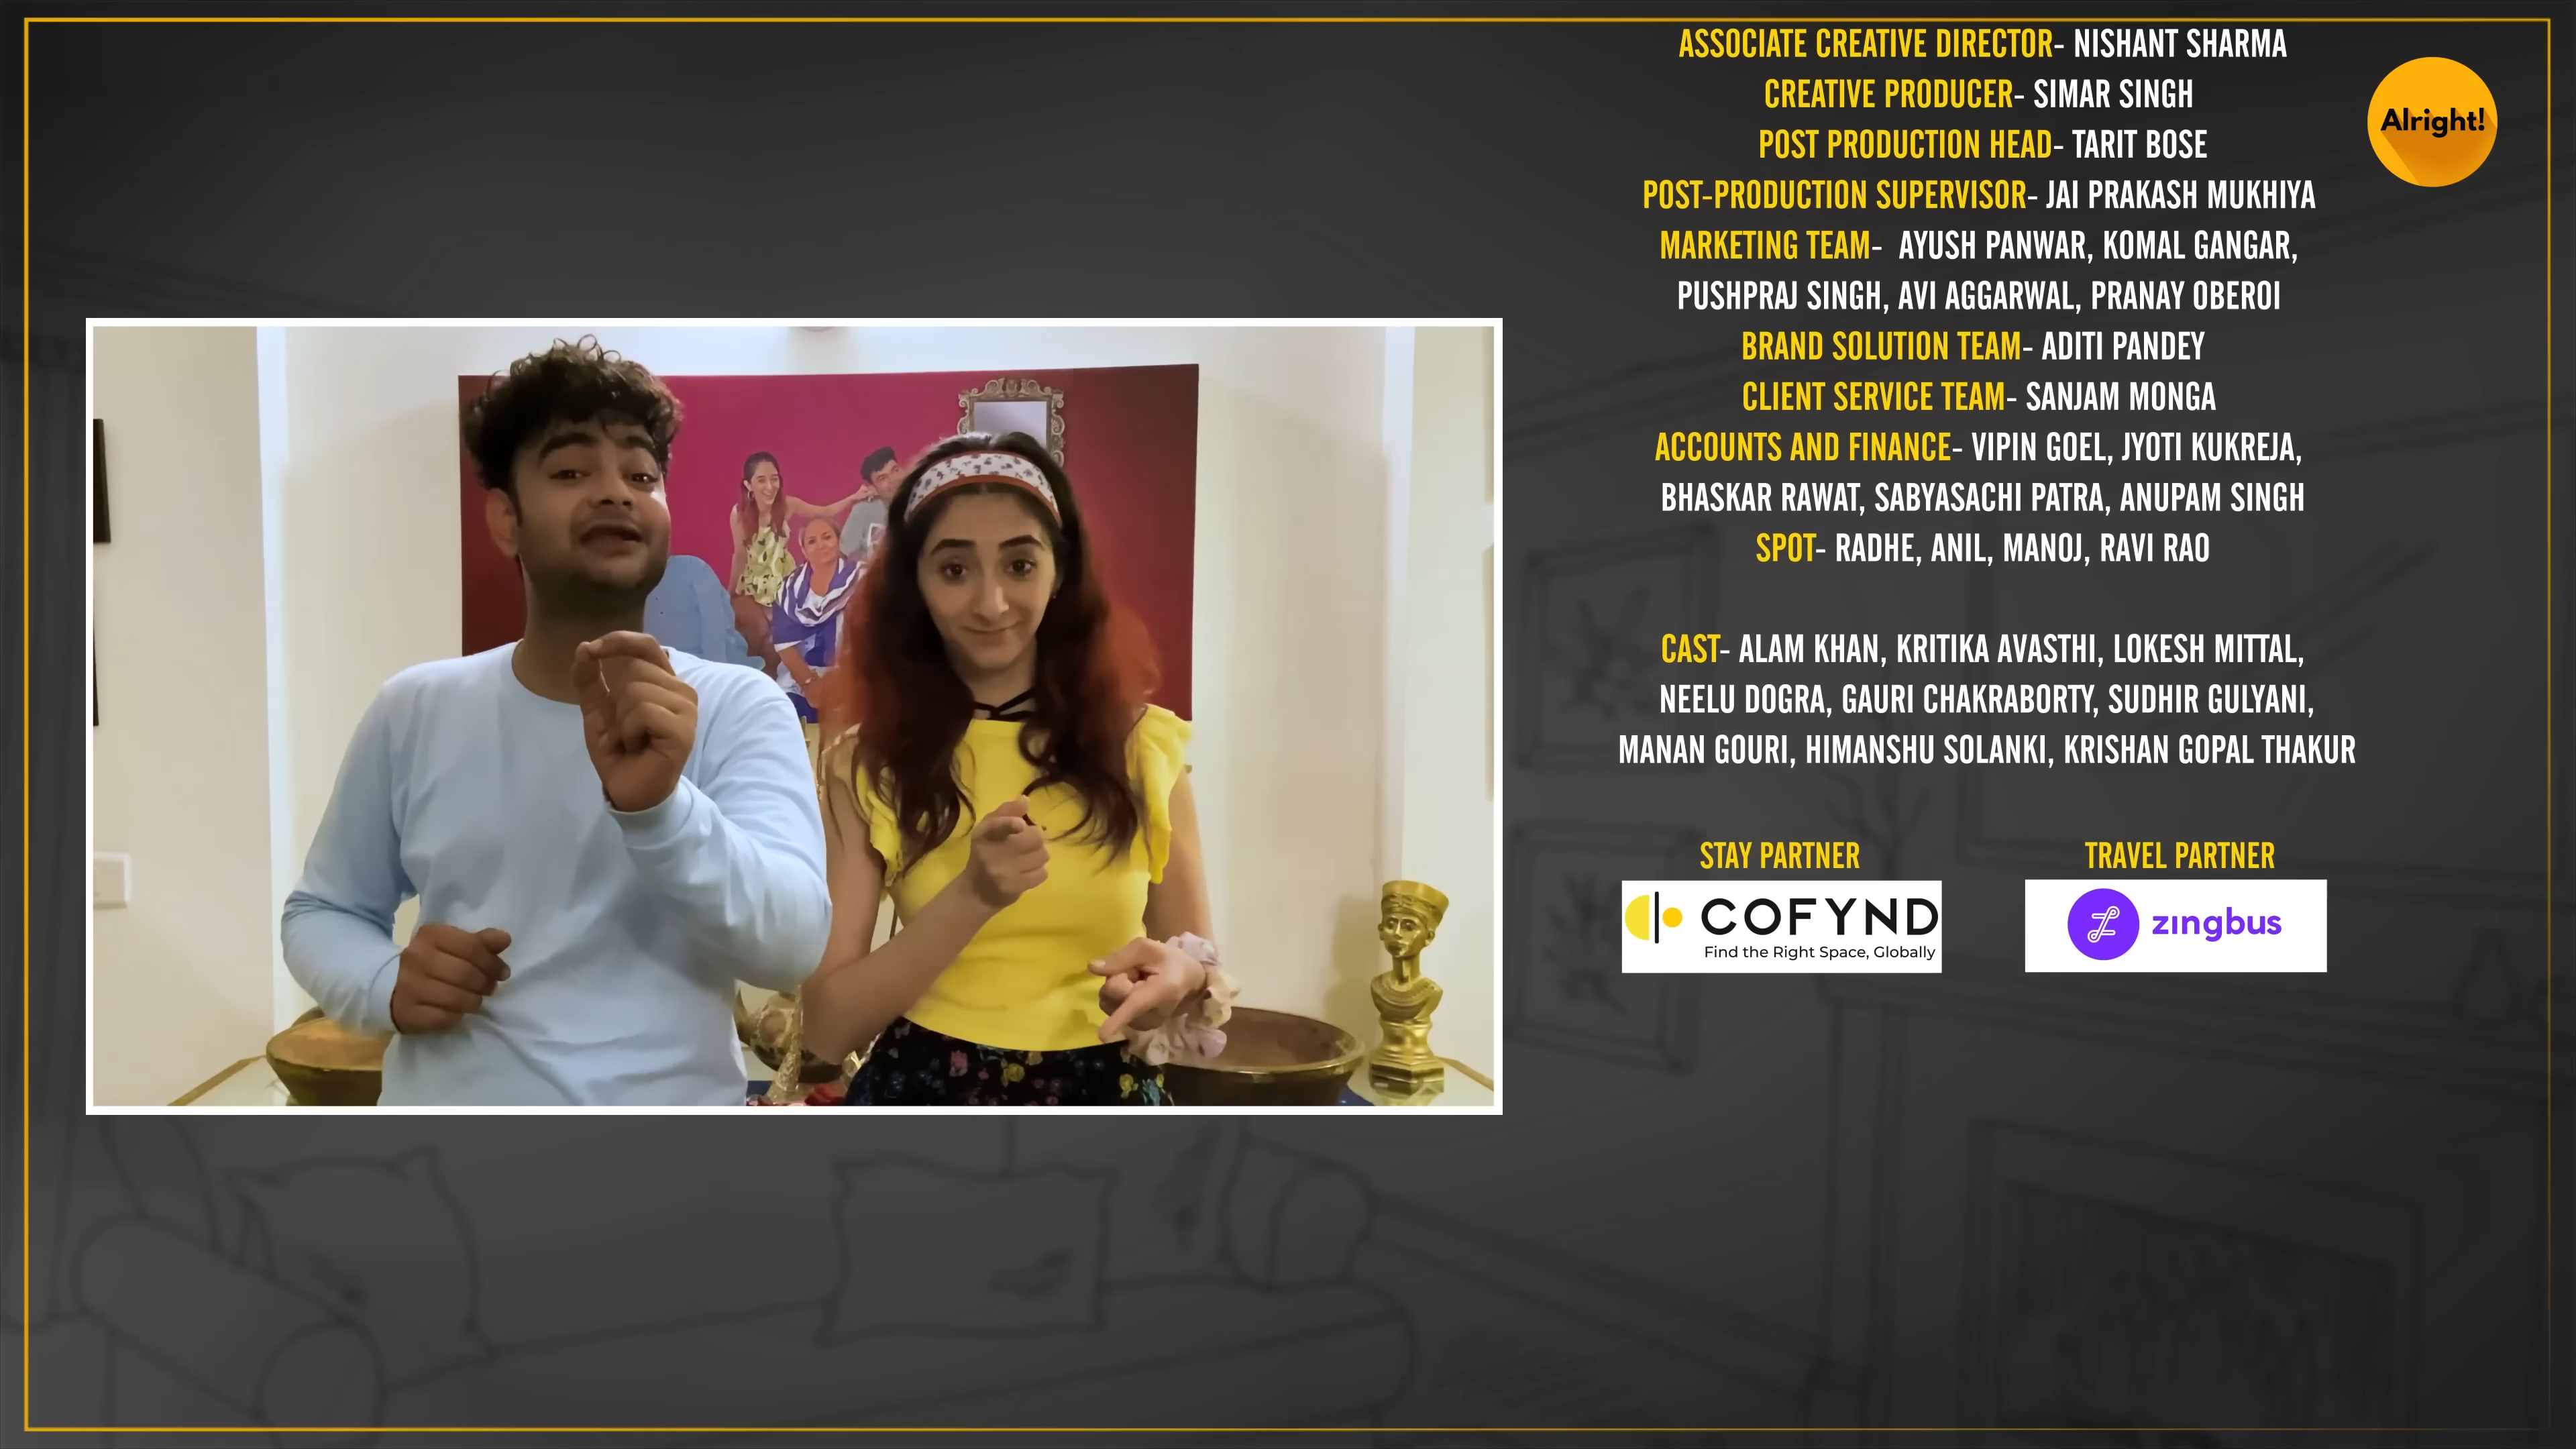 ASSOCIATE CREATIVE DIRECTOR- NISHANT SHARMA
CREATIVE PRODUCER- SIMAR SINGH
POST PRODUCTION HEAD- TARIT BOSE
POST-PRODUCTION SUPERVISOR- JAI PRAKASH MUKHIYA
MARKETING TEAM- AYUSH PANWAR, KOMAL GANGAR,
PUSHPRAJ SINGH, AVI AGGARWAL, PRANAY OBEROI
BRAND SOLUTION TEAM- ADITI PANDEY
CLIENT SERVICE TEAM- SANJAM MONGA
ACCOUNTS AND FINANCE- VIPIN GOEL, JYOTI KUKREJA,
BHASKAR RAWAT, SABYASACHI PATRA, ANUPAM SINGH
SPOT- RADHE, ANIL, MANOJ, RAVI RAO
CAST- ALAM KHAN, KRITIKA AVASTHI, LOKESH MITTAL,
NEELU DOGRA, GAURI CHAKRABORTY, SUDHIR GULYANI,
MANAN GOURI, HIMANSHU SOLANKI, KRISHAN GOPAL THAKUR
STAY PARTNER
COFYND
Find the Right Space, Globally
TRAVEL PARTNER
zingbus
Alright!